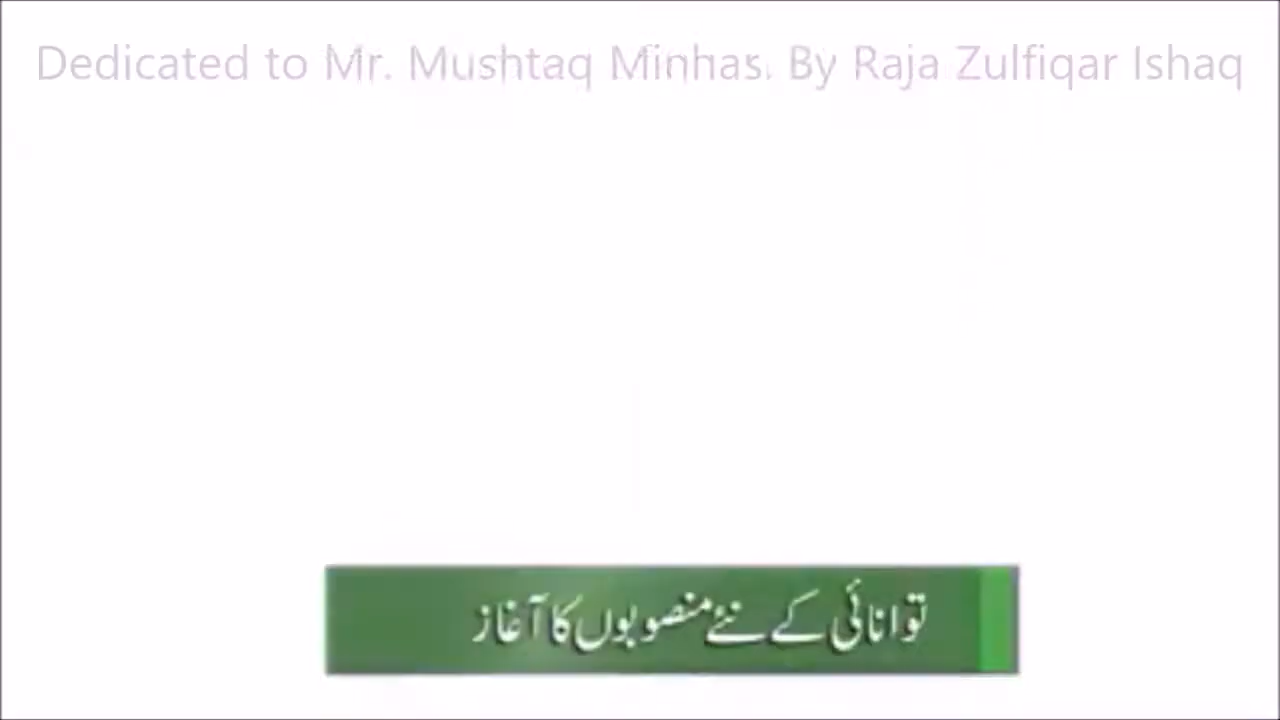 Dedicated to Mr. Mushtaq Minhas. By Raja Zulfiqar Ishaq
توانائی کے نئے منصوبوں کا آغاز